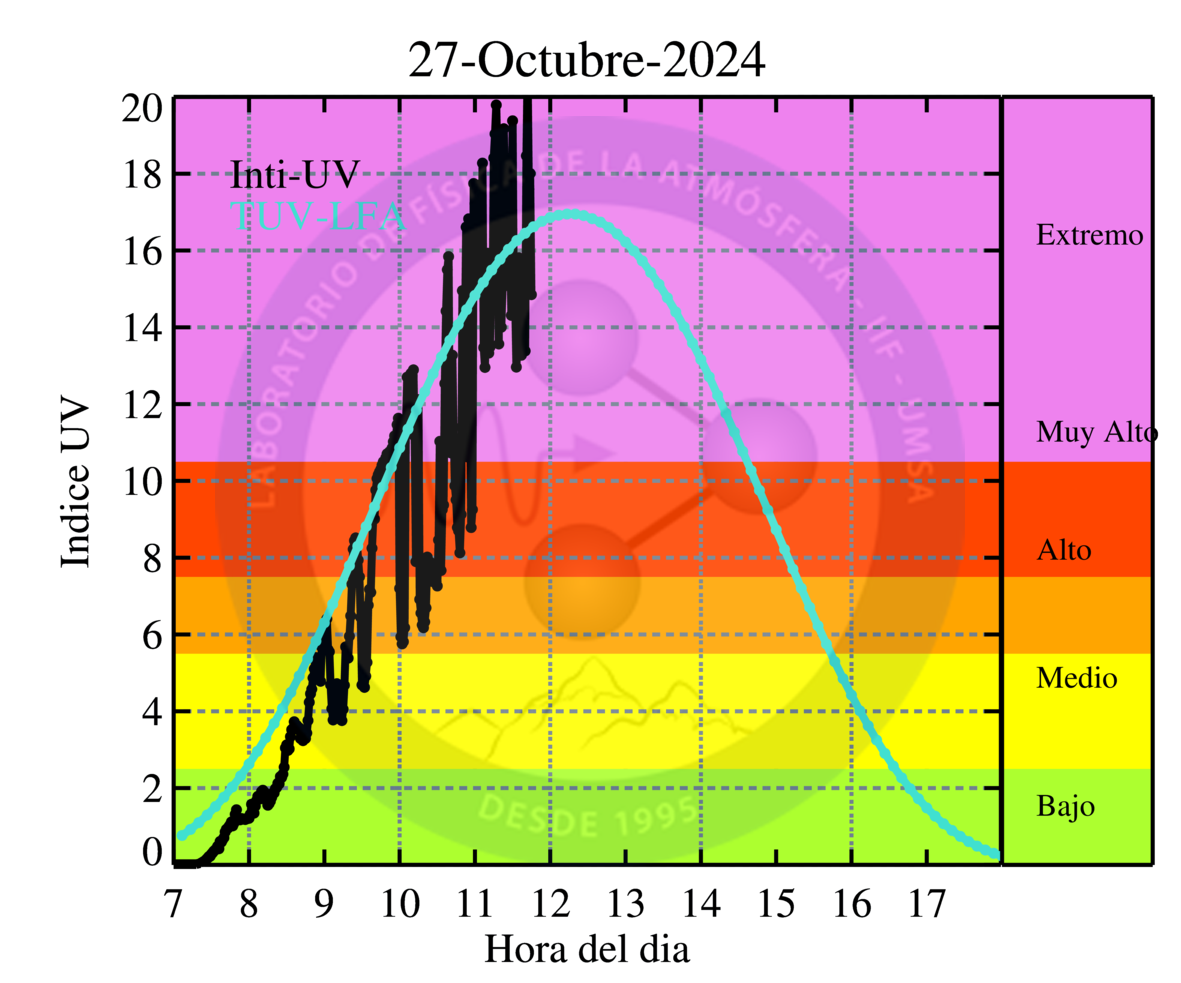 27-Octubre-2024
Inti-UV
TUV-LFA
LABORATORIO DE FÍSICA DE LA ATMÓSFERA - IIF - UMSA
DESDE 1995
Indice UV
20
18
16
14
12
10
8
6
4
2
0
Extremo
Muy Alto
Alto
Medio
Bajo
7 8 9 10 11 12 13 14 15 16 17
Hora del dia